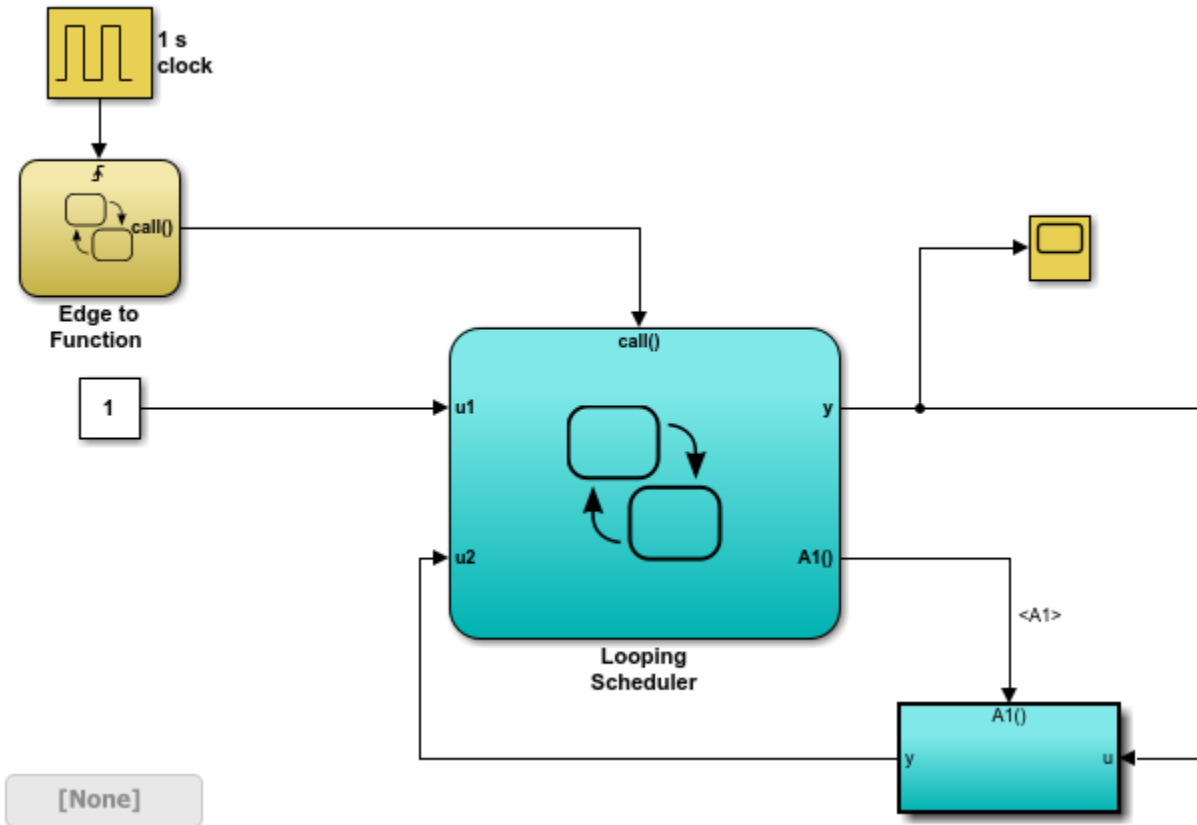 1 s
clock
call()
Edge to
Function
call()
1
u1
y
u2
A1()
<A1>
Looping
Scheduler
A1()
y
u
[None]